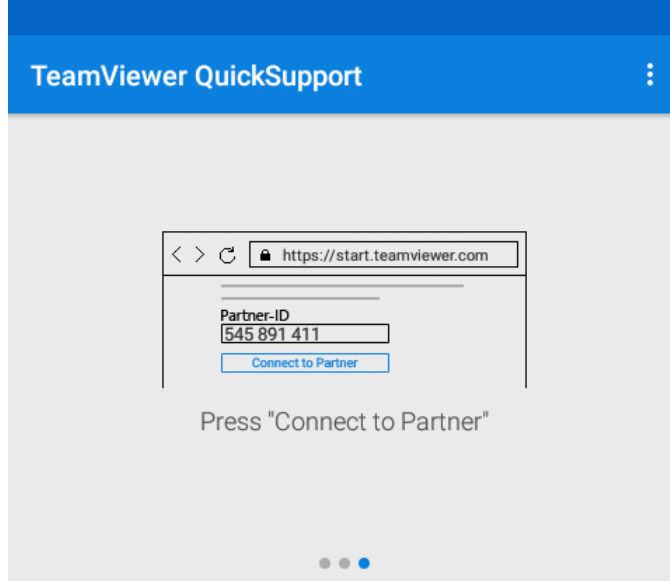 TeamViewer QuickSupport
https://start.teamviewer.com
Partner-ID
545 891 411
Connect to Partner
Press "Connect to Partner"